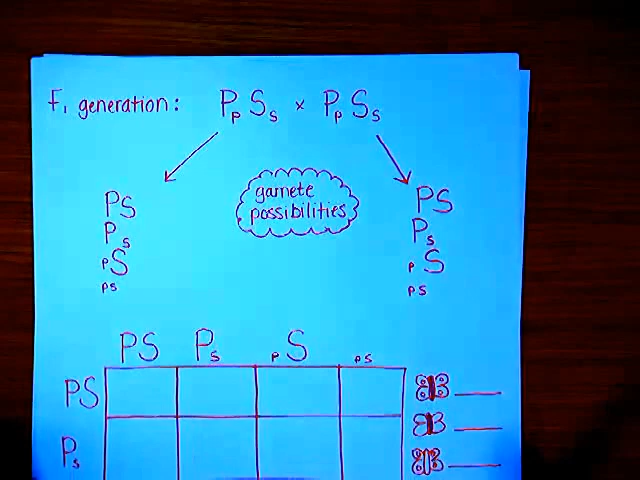 F₁ generation: PpSs × PpSs
gamete
possibilities
PS PS
Ps Ps
pS pS
ps ps
PS Ps pS ps
PS
Ps